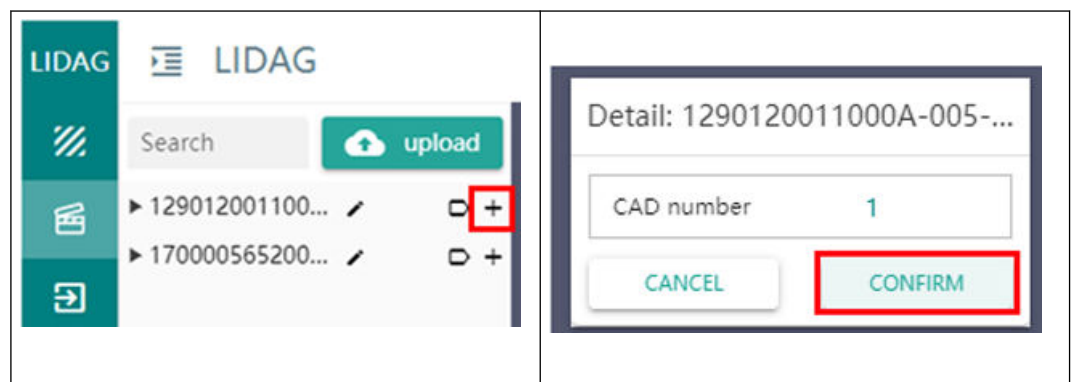 LIDAG
LIDAG
Search
upload
129012001100...
170000565200...
Detail: 1290120011000A-005-...
CAD number 1
CANCEL
CONFIRM